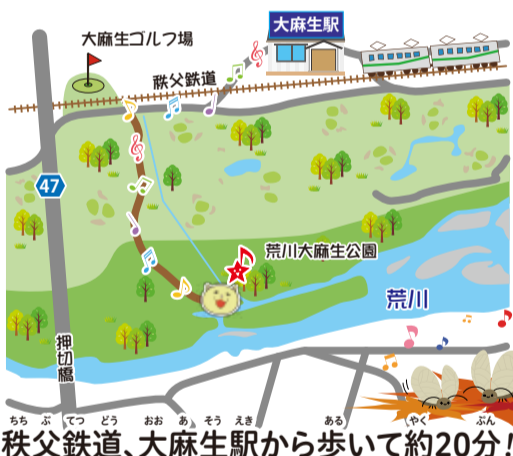 大麻生駅
大麻生ゴルフ場
秩父鉄道
47
荒川大麻生公園
荒川
押切橋
ちち ぶ てつ どう おお あ そう えき ある やく ぷん
秩父鉄道、大麻生駅から歩いて約20分!